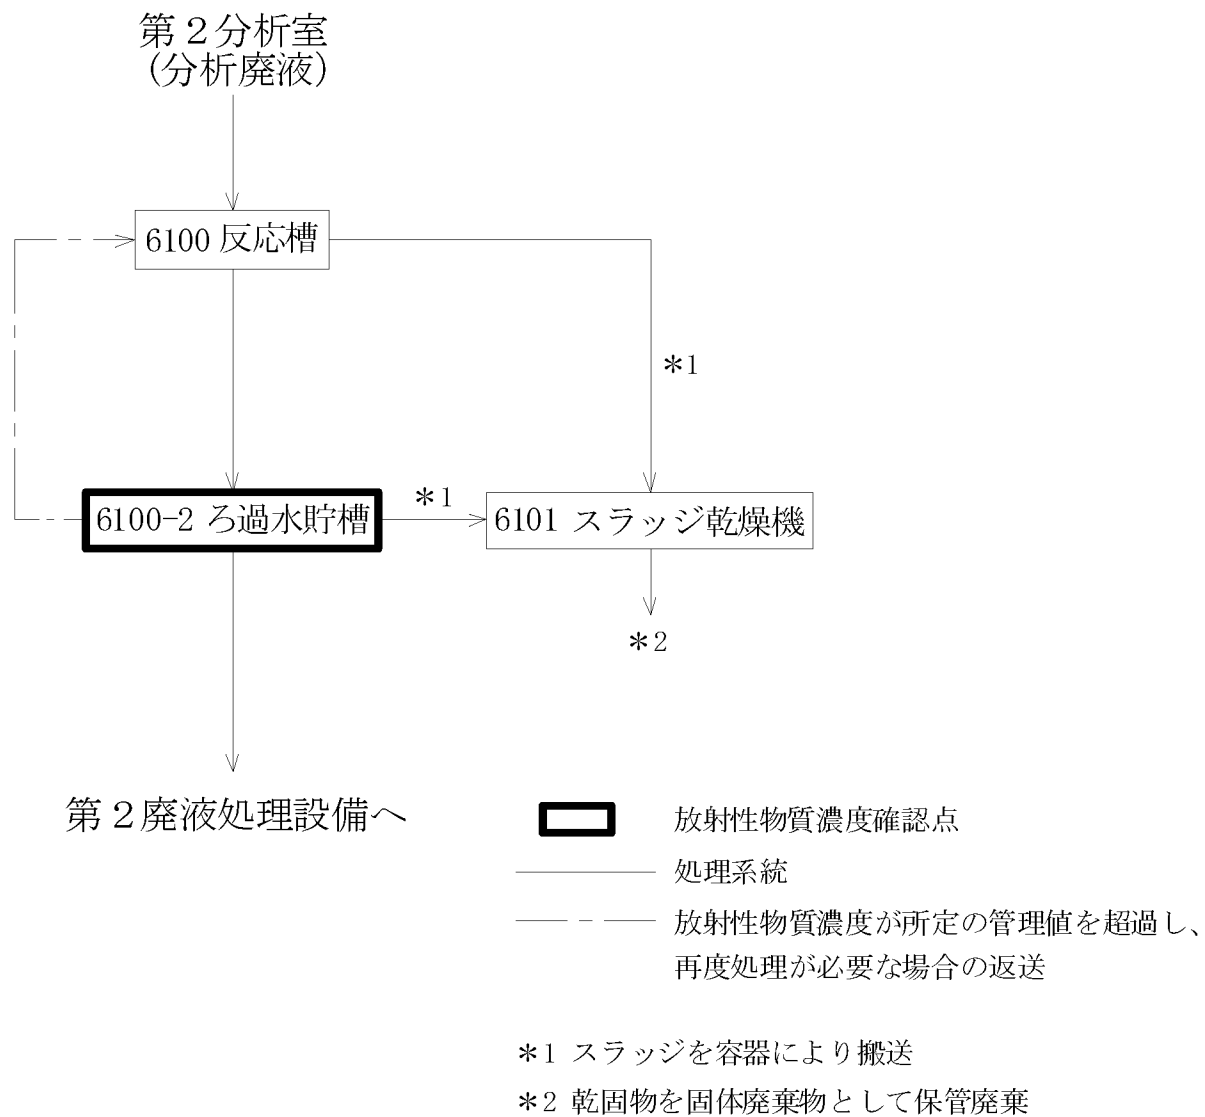 第２分析室
(分析廃液)
6100 反応槽
＊1
6100-2 ろ過水貯槽
＊1
6101 スラッジ乾燥機
＊2
第２廃液処理設備へ
放射性物質濃度確認点
処理系統
放射性物質濃度が所定の管理値を超過し、
再度処理が必要な場合の返送
＊1 スラッジを容器により搬送
＊2 乾固物を固体廃棄物として保管廃棄